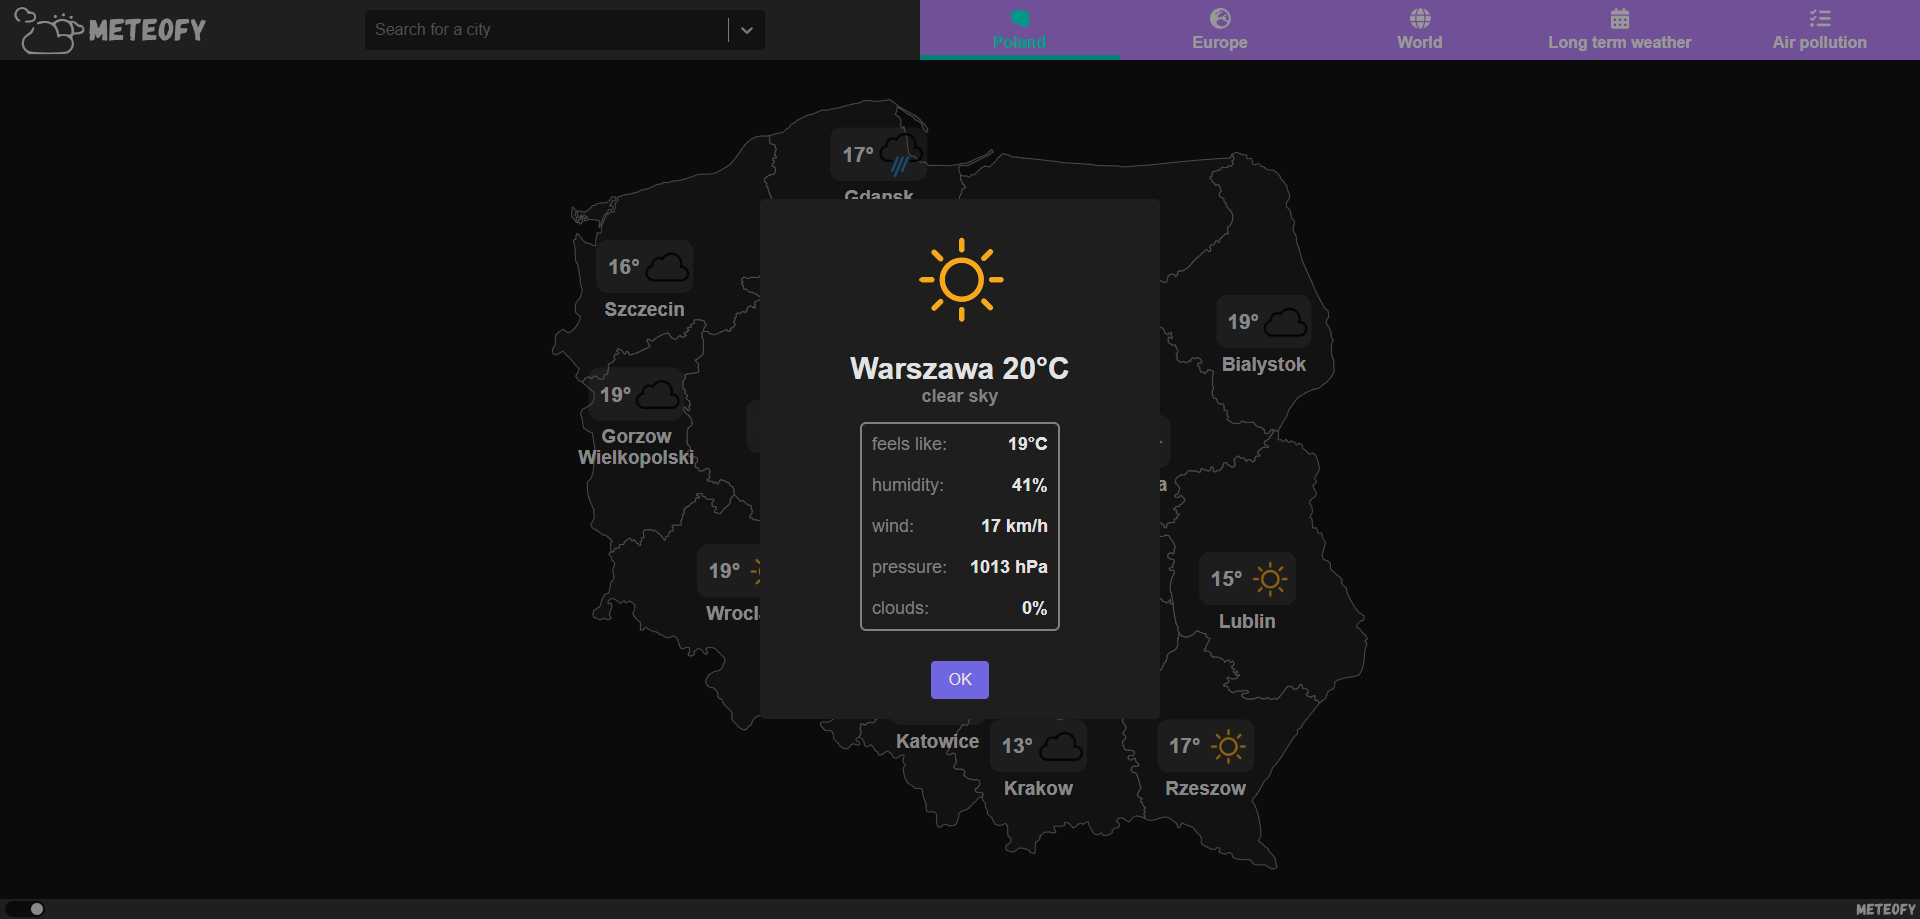 METEOFY
Search for a city
Poland
Europe
World
Long term weather
Air pollution
17°
Gdansk
16°
Szczecin
19°
Bialystok
19°
Gorzow
Wielkopolski
Warszawa 20°C
clear sky
feels like: 19°C
humidity: 41%
wind: 17 km/h
pressure: 1013 hPa
clouds: 0%
OK
a
19°
Wrocl
15°
Lublin
Katowice
13°
Krakow
17°
Rzeszow
METEOFY